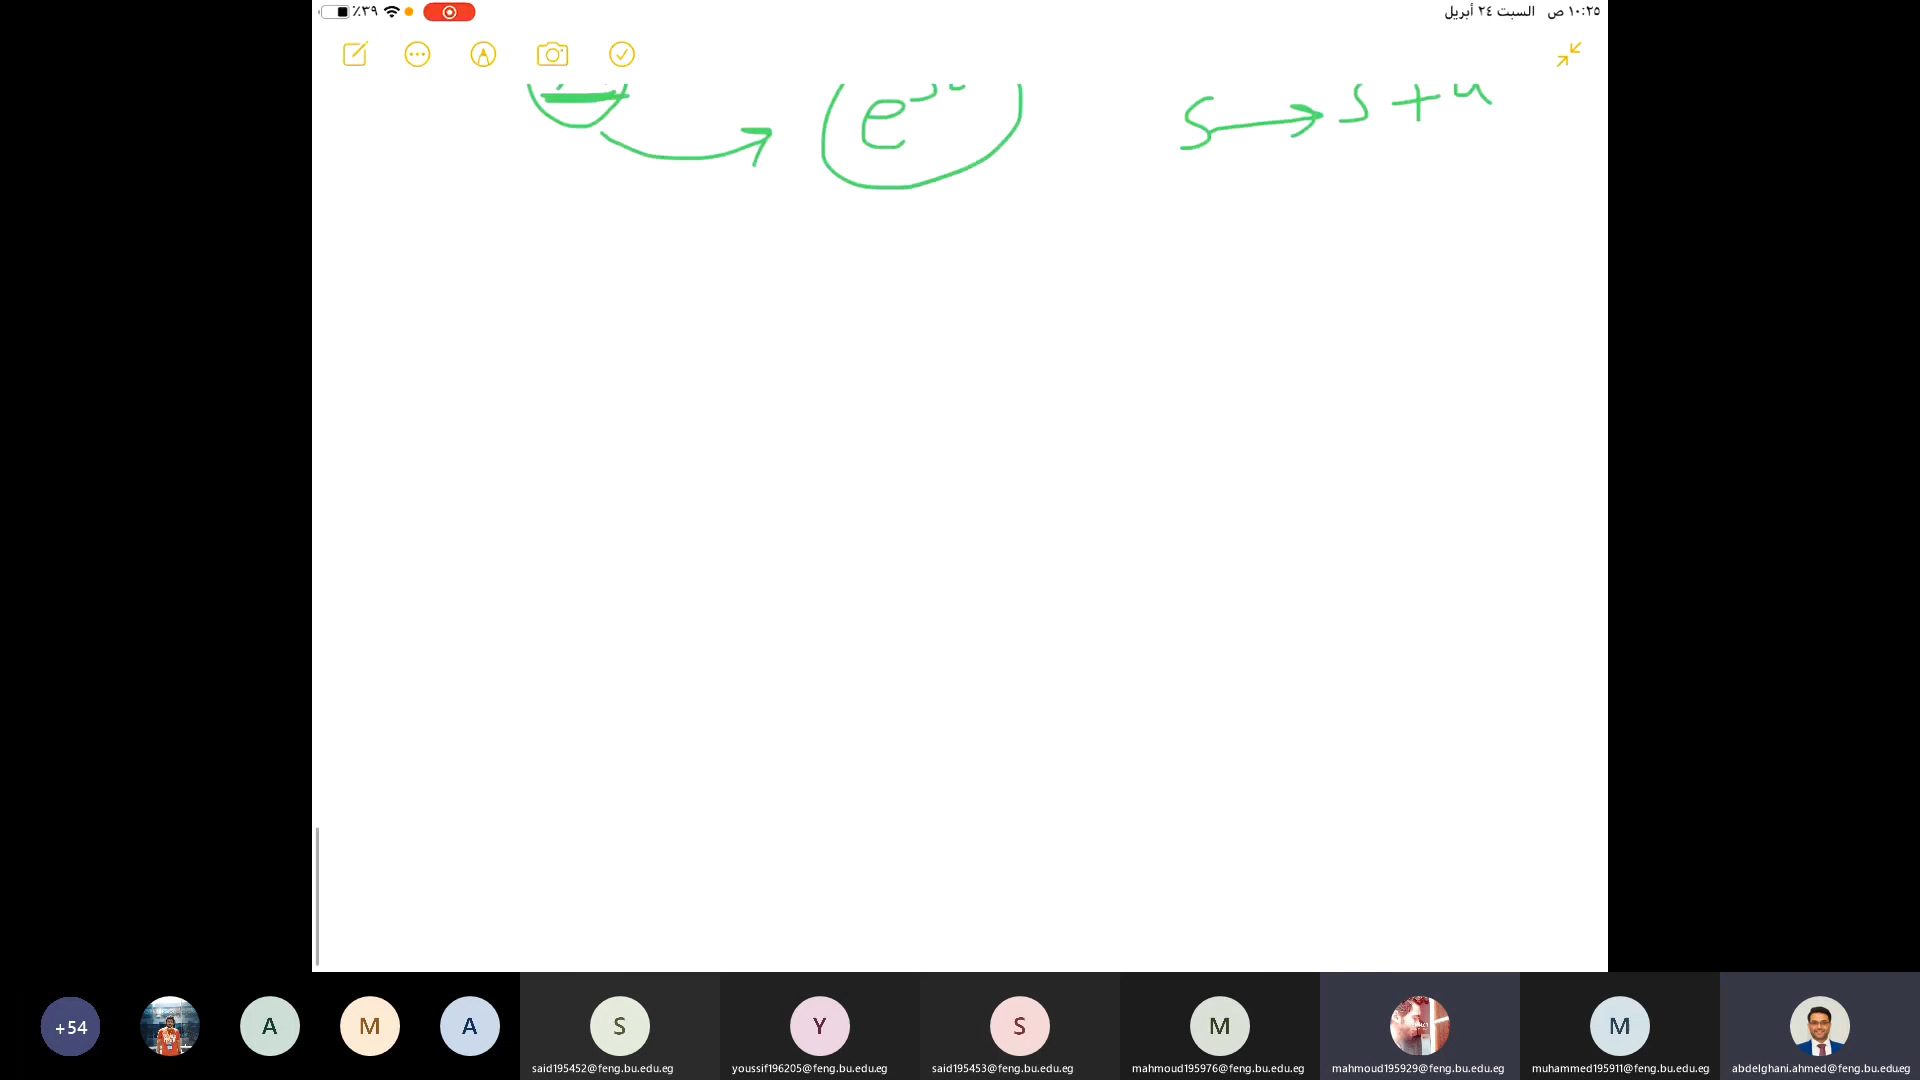 ٪٣٩ السبت ٢٤ أبريل ١٠:٢٥ ص
e s → s + u
+54 A M A S Y S M M
said195452@feng.bu.edu.eg youssif196205@feng.bu.edu.eg said195453@feng.bu.edu.eg mahmoud195976@feng.bu.edu.eg mahmoud195929@feng.bu.edu.eg muhammed195911@feng.bu.edu.eg abdelghani.ahmed@feng.bu.edu.eg